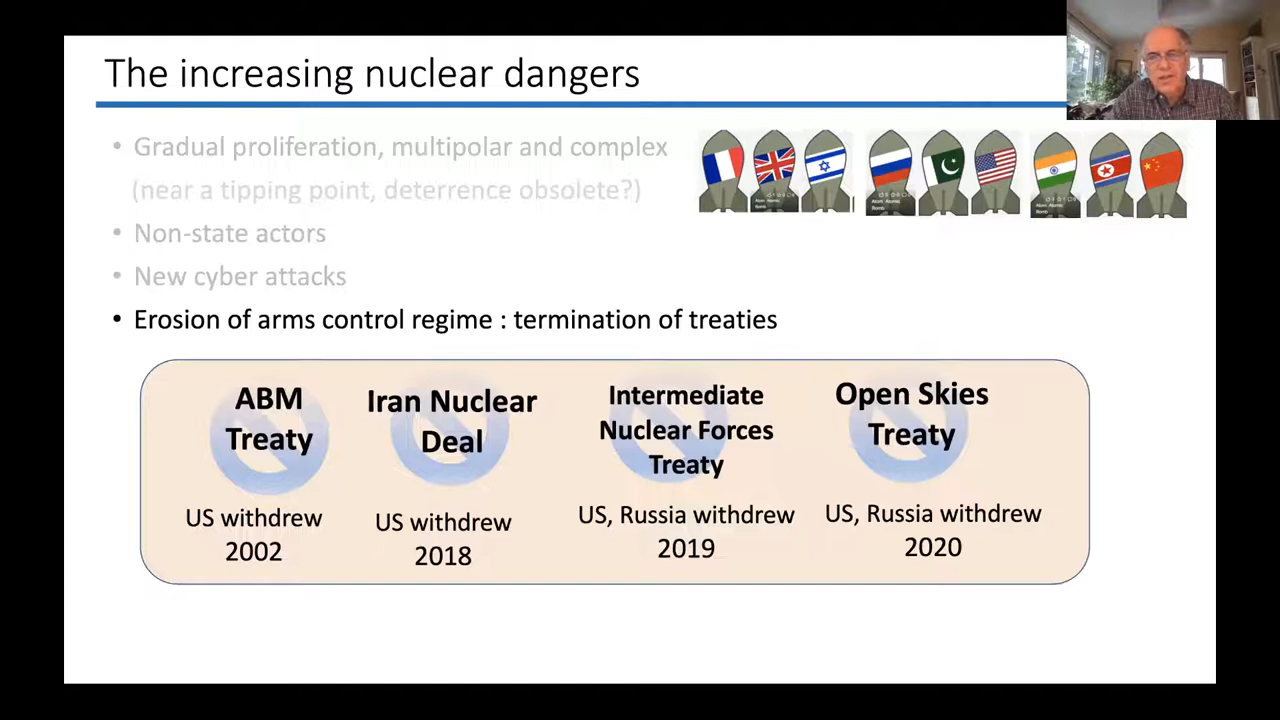 The increasing nuclear dangers
• Gradual proliferation, multipolar and complex
(near a tipping point, deterrence obsolete?)
• Non-state actors
• New cyber attacks
• Erosion of arms control regime : termination of treaties
ABM
Treaty
US withdrew
2002
Iran Nuclear
Deal
US withdrew
2018
Intermediate
Nuclear Forces
Treaty
US, Russia withdrew
2019
Open Skies
Treaty
US, Russia withdrew
2020